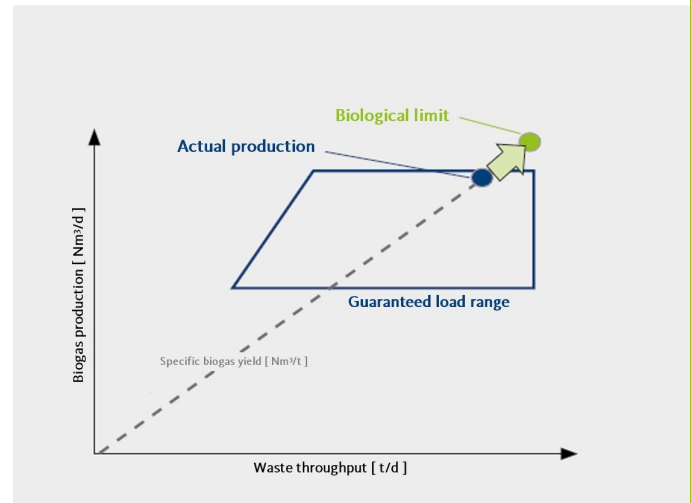 Biological limit
Actual production
Biogas production [ Nm³/d ]
Guaranteed load range
Specific biogas yield [ Nm³/t ]
Waste throughput [ t/d ]